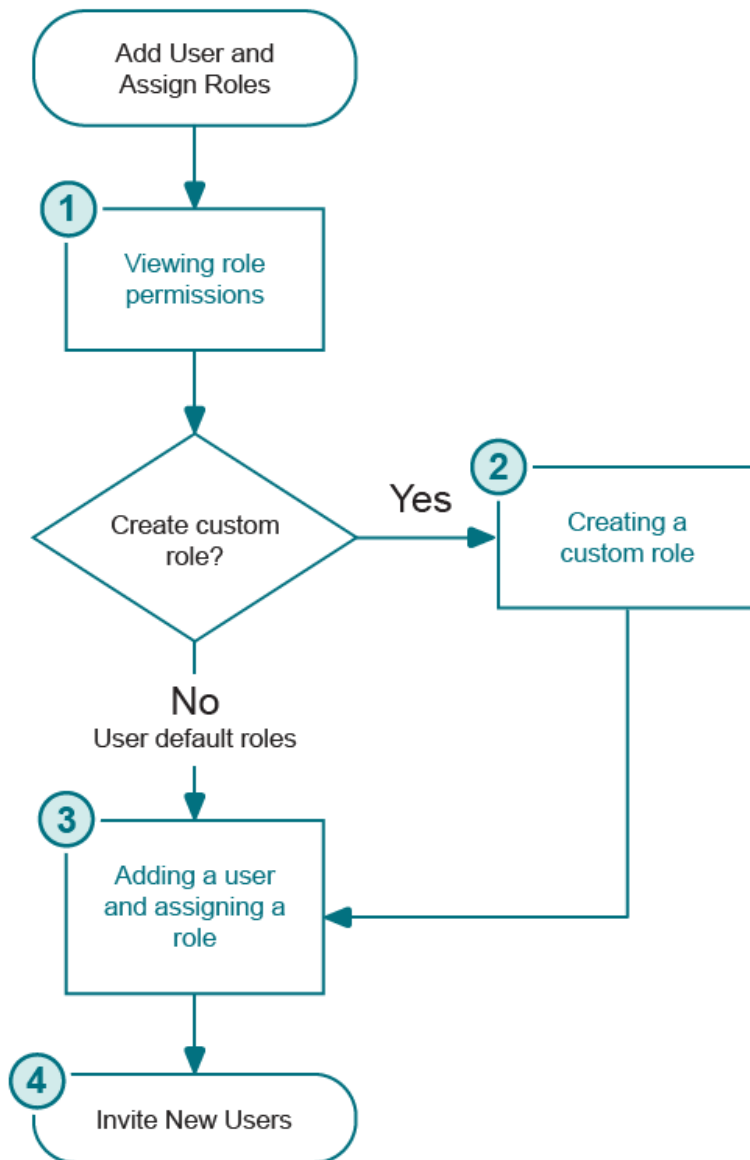 Add User and
Assign Roles
1
Viewing role
permissions
Create custom
role?
Yes
2
Creating a
custom role
No
User default roles
3
Adding a user
and assigning a
role
4
Invite New Users